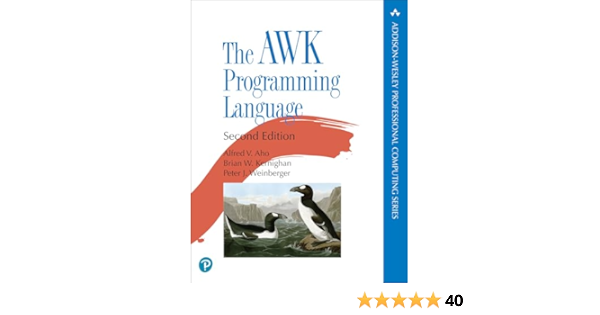 The AWK
Programming
Language
Second Edition
Alfred V. Aho
Brian W. Kernighan
Peter J. Weinberger
P
ADDISON-WESLEY PROFESSIONAL COMPUTING SERIES
40